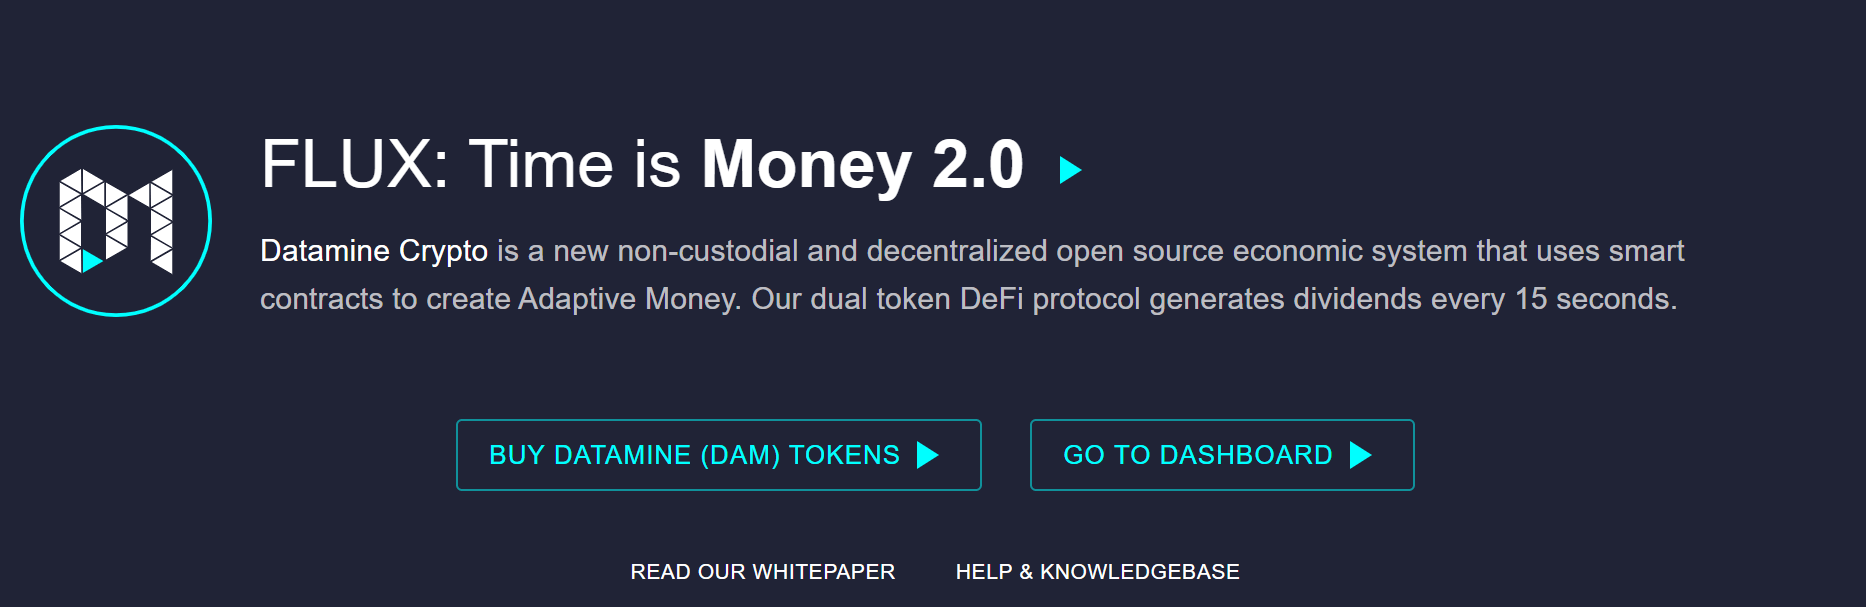 FLUX: Time is Money 2.0
Datamine Crypto is a new non-custodial and decentralized open source economic system that uses smart
contracts to create Adaptive Money. Our dual token DeFi protocol generates dividends every 15 seconds.
BUY DATAMINE (DAM) TOKENS
GO TO DASHBOARD
READ OUR WHITEPAPER
HELP & KNOWLEDGEBASE